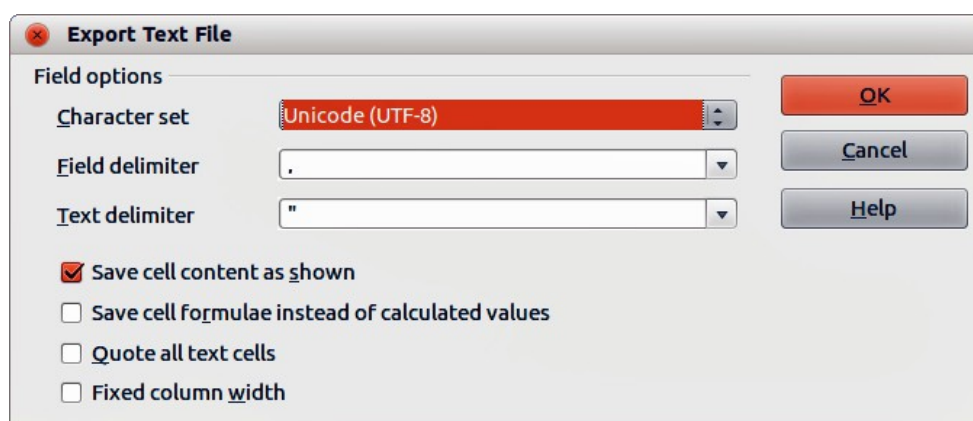 Export Text File
Field options
Character set Unicode (UTF-8)
Field delimiter ,
Text delimiter "
Save cell content as shown
Save cell formulae instead of calculated values
Quote all text cells
Fixed column width
OK
Cancel
Help